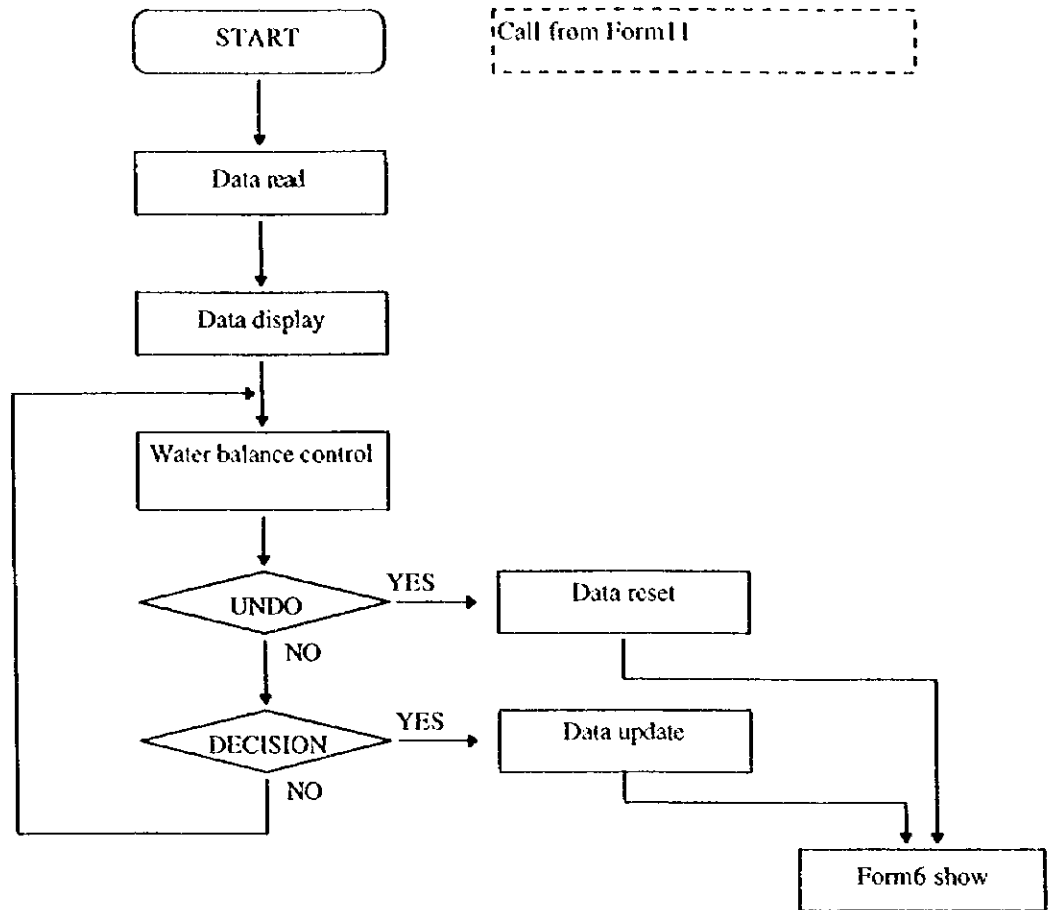 START
Call from Form11
Data read
Data display
Water balance control
UNDO
YES
Data reset
NO
DECISION
YES
Data update
NO
Form6 show